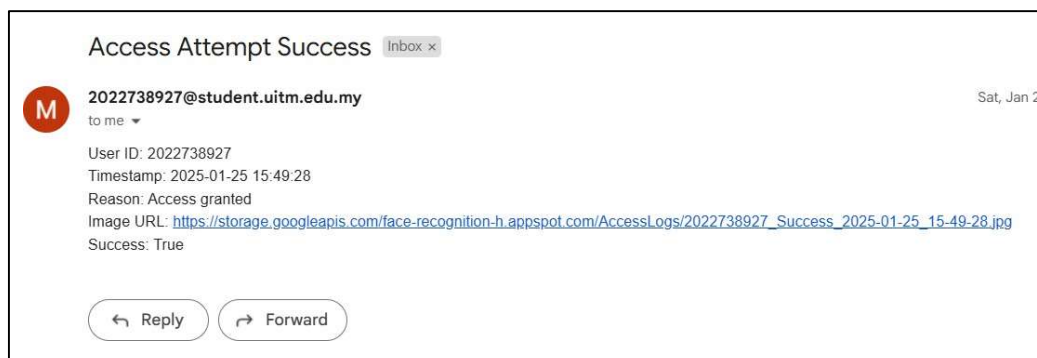 Access Attempt Success Inbox ×
M
2022738927@student.uitm.edu.my Sat, Jan 2
to me
User ID: 2022738927
Timestamp: 2025-01-25 15:49:28
Reason: Access granted
Image URL: https://storage.googleapis.com/face-recognition-h.appspot.com/AccessLogs/2022738927_Success_2025-01-25_15-49-28.jpg
Success: True
Reply Forward